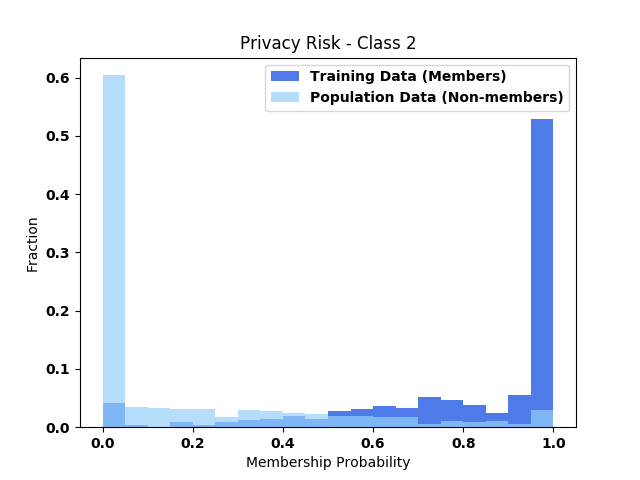 Privacy Risk - Class 2
Training Data (Members)
Population Data (Non-members)
Fraction
0.6
0.5
0.4
0.3
0.2
0.1
0.0
0.0 0.2 0.4 0.6 0.8 1.0
Membership Probability